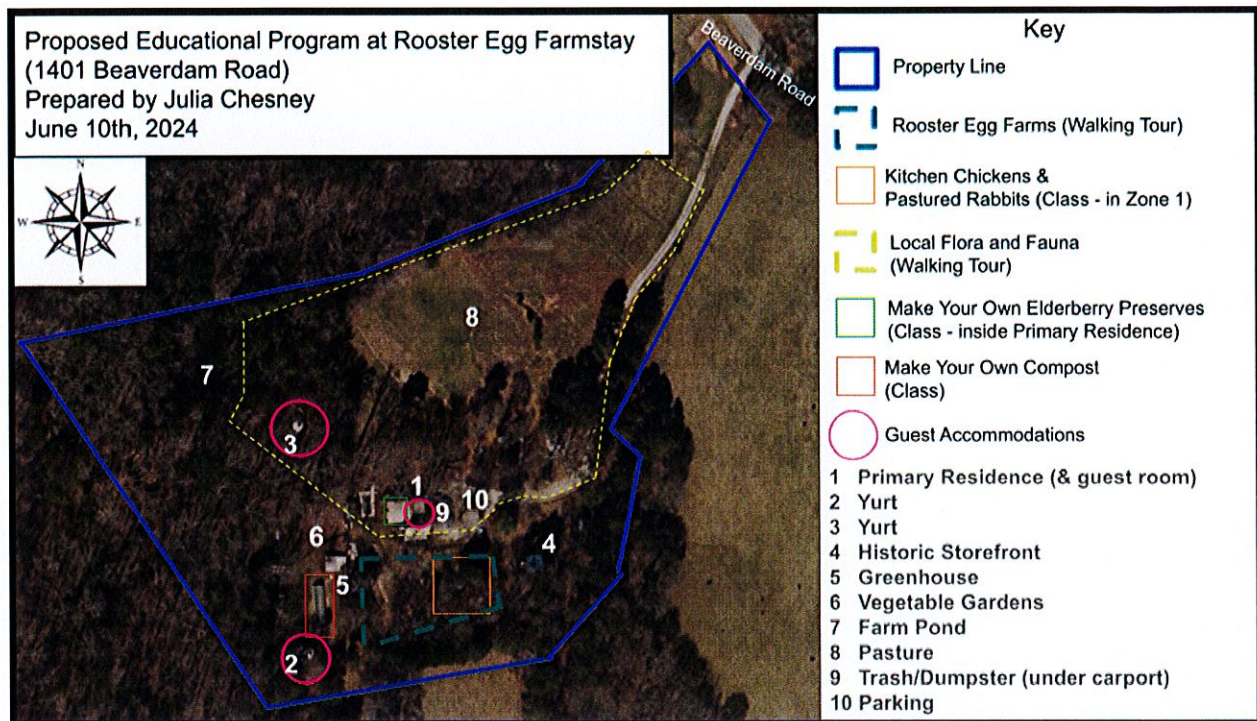 Proposed Educational Program at Rooster Egg Farmstay
(1401 Beaverdam Road)
Prepared by Julia Chesney
June 10th, 2024
N
W
E
S
Beaverdam Road
8
7
3
1
10
9
6
4
5
2
Key
Property Line
Rooster Egg Farms (Walking Tour)
Kitchen Chickens &
Pastured Rabbits (Class - in Zone 1)
Local Flora and Fauna
(Walking Tour)
Make Your Own Elderberry Preserves
(Class - inside Primary Residence)
Make Your Own Compost
(Class)
Guest Accommodations
1 Primary Residence (& guest room)
2 Yurt
3 Yurt
4 Historic Storefront
5 Greenhouse
6 Vegetable Gardens
7 Farm Pond
8 Pasture
9 Trash/Dumpster (under carport)
10 Parking